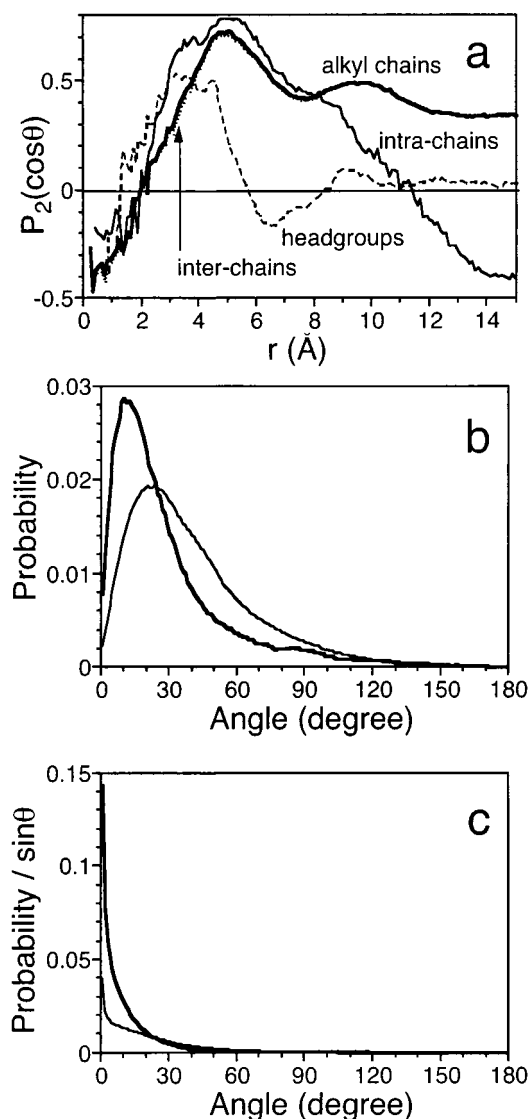 a
P₂(cosθ)
0.5
0
-0.5
alkyl chains
intra-chains
headgroups
inter-chains
0 2 4 6 8 10 12 14
r (Å)
b
Probability
0.03
0.02
0.01
0
0 30 60 90 120 150 180
Angle (degree)
c
Probability / sinθ
0.15
0.1
0.05
0
0 30 60 90 120 150 180
Angle (degree)